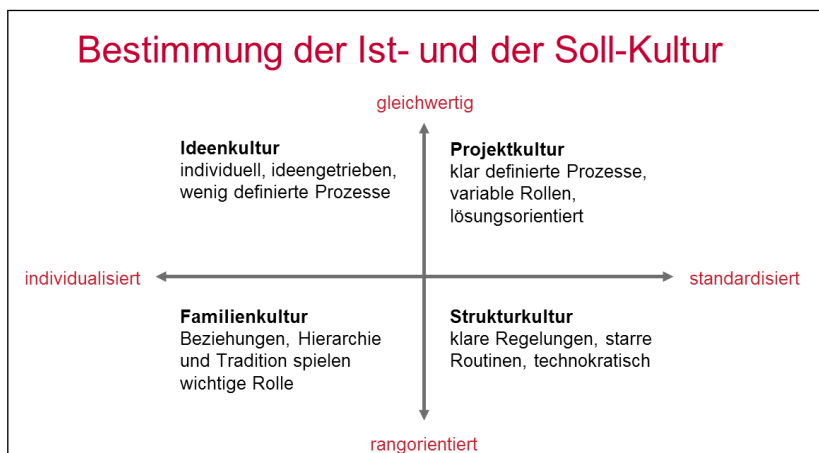 Bestimmung der Ist- und der Soll-Kultur
gleichwertig
Ideenkultur
individuell, ideengetrieben,
wenig definierte Prozesse
Projektkultur
klar definierte Prozesse,
variable Rollen,
lösungsorientiert
individualisiert
standardisiert
Familienkultur
Beziehungen, Hierarchie
und Tradition spielen
wichtige Rolle
Strukturkultur
klare Regelungen, starre
Routinen, technokratisch
rangorientiert